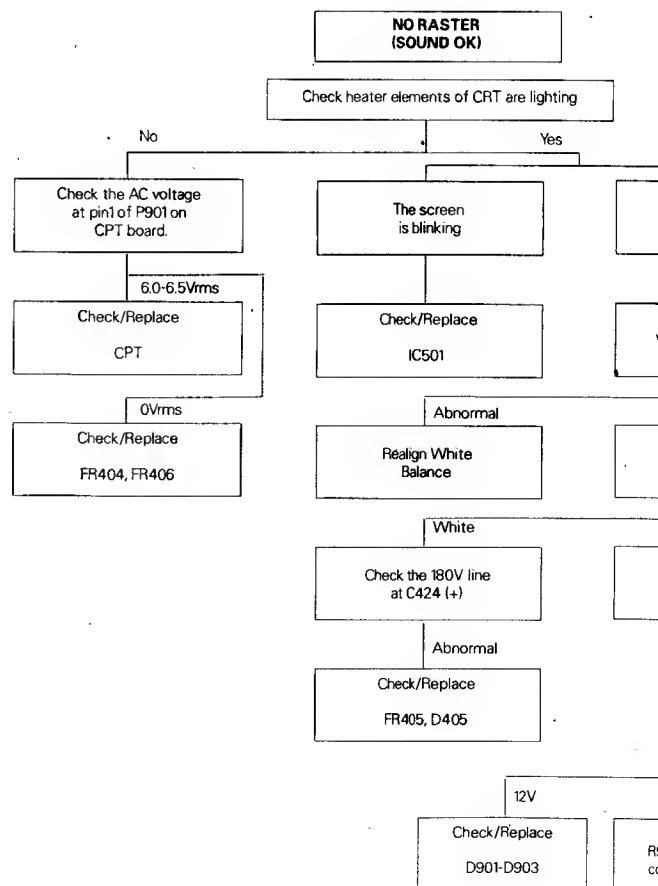 NO RASTER
(SOUND OK)
Check heater elements of CRT are lighting
No
Yes
Check the AC voltage
at pin1 of P901 on
CPT board.
The screen
is blinking
6.0-6.5Vrms
Check/Replace
CPT
Check/Replace
IC501
0Vrms
Abnormal
Check/Replace
FR404, FR406
Realign White
Balance
White
Check the 180V line
at C424 (+)
Abnormal
Check/Replace
FR405, D405
12V
Check/Replace
D901-D903